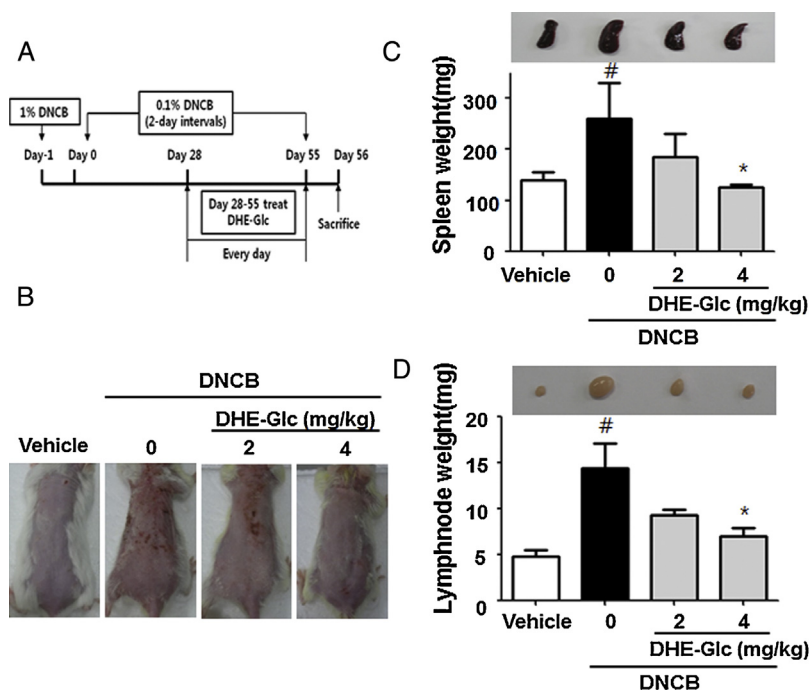 A
1% DNCB
0.1% DNCB
(2-day intervals)
Day-1 Day 0 Day 28 Day 55 Day 56
Day 28-55 treat
DHE-Glc
Sacrifice
Every day
B
DNCB
DHE-Glc (mg/kg)
Vehicle 0 2 4
C
Spleen weight(mg)
300
200
100
0
#
*
Vehicle 0 2 4
DHE-Glc (mg/kg)
DNCB
D
Lymphnode weight(mg)
20
15
10
5
0
#
*
Vehicle 0 2 4
DHE-Glc (mg/kg)
DNCB